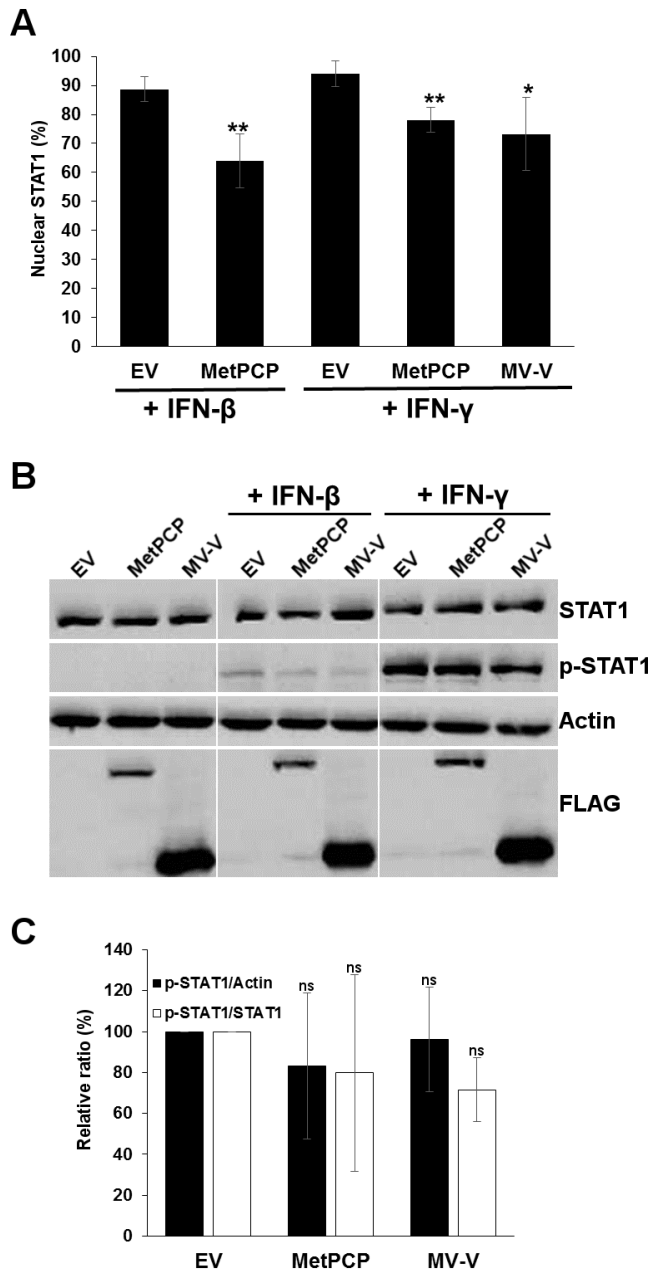 A
100
90
80
70
60
50
40
30
20
10
0
Nuclear STAT1 (%)
** ** *
EV MetPCP EV MetPCP MV-V
+ IFN-β + IFN-γ
B
+ IFN-β + IFN-γ
EV MetPCP MV-V EV MetPCP MV-V EV MetPCP MV-V
STAT1
p-STAT1
Actin
FLAG
C
140
120
100
80
60
40
20
0
Relative ratio (%)
p-STAT1/Actin
p-STAT1/STAT1
ns ns ns ns
EV MetPCP MV-V